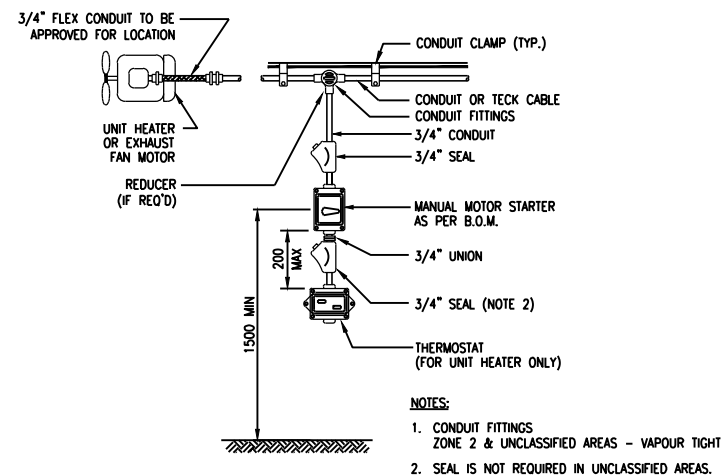 3/4" FLEX CONDUIT TO BE
APPROVED FOR LOCATION
UNIT HEATER
OR EXHAUST
FAN MOTOR
REDUCER
(IF REQ'D)
CONDUIT CLAMP (TYP.)
CONDUIT OR TECK CABLE
CONDUIT FITTINGS
3/4" CONDUIT
3/4" SEAL
MANUAL MOTOR STARTER
AS PER B.O.M.
3/4" UNION
3/4" SEAL (NOTE 2)
THERMOSTAT
(FOR UNIT HEATER ONLY)
200
MAX
1500 MIN
NOTES:
1. CONDUIT FITTINGS
ZONE 2 & UNCLASSIFIED AREAS - VAPOUR TIGHT
2. SEAL IS NOT REQUIRED IN UNCLASSIFIED AREAS.